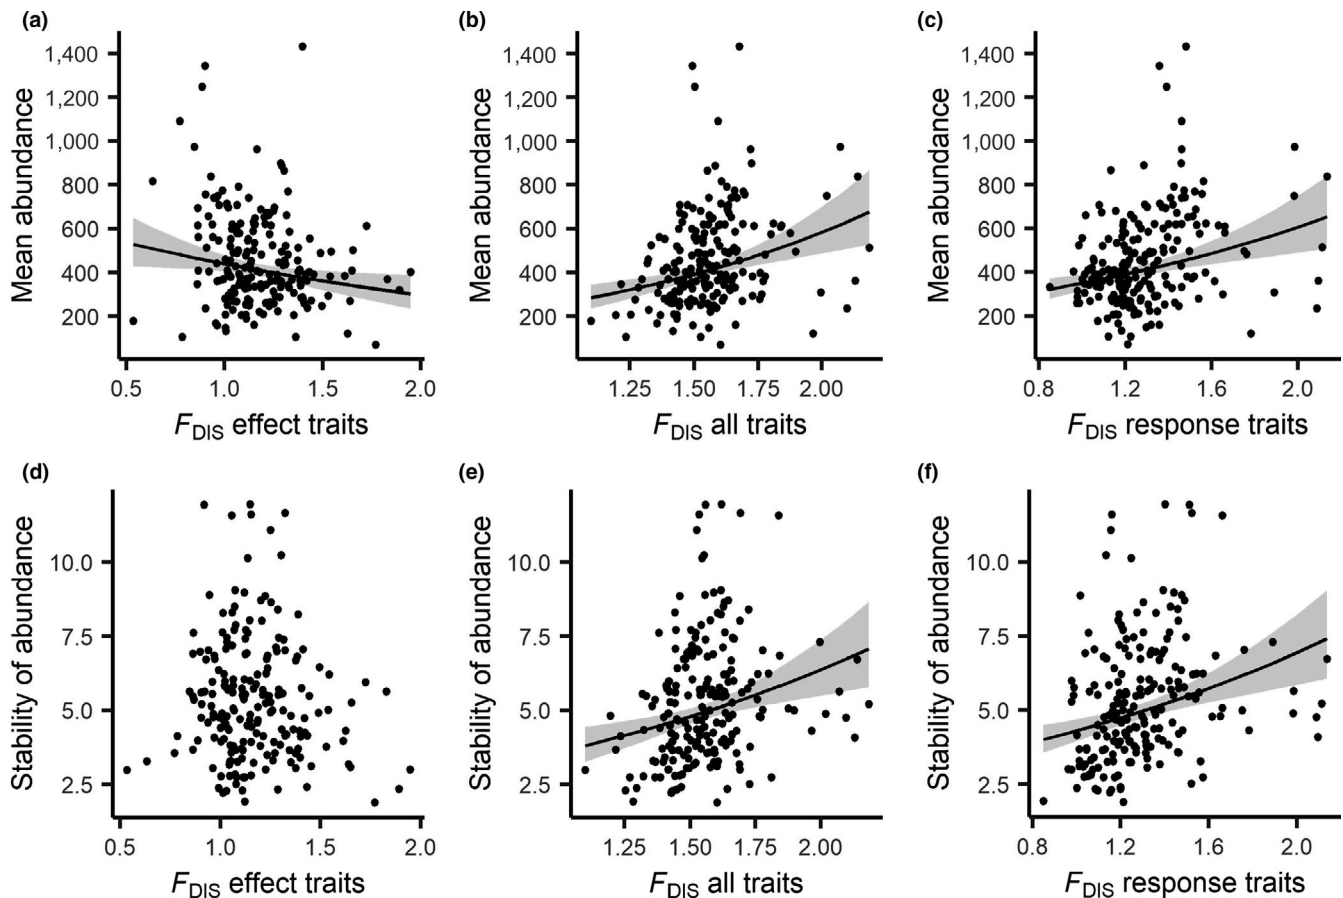 (a)
Mean abundance
1,400
1,200
1,000
800
600
400
200
0.5 1.0 1.5 2.0
F_DIS effect traits
(b)
Mean abundance
1,400
1,200
1,000
800
600
400
200
1.25 1.50 1.75 2.00
F_DIS all traits
(c)
Mean abundance
1,400
1,200
1,000
800
600
400
200
0.8 1.2 1.6 2.0
F_DIS response traits
(d)
Stability of abundance
10.0
7.5
5.0
2.5
0.5 1.0 1.5 2.0
F_DIS effect traits
(e)
Stability of abundance
10.0
7.5
5.0
2.5
1.25 1.50 1.75 2.00
F_DIS all traits
(f)
Stability of abundance
10.0
7.5
5.0
2.5
0.8 1.2 1.6 2.0
F_DIS response traits